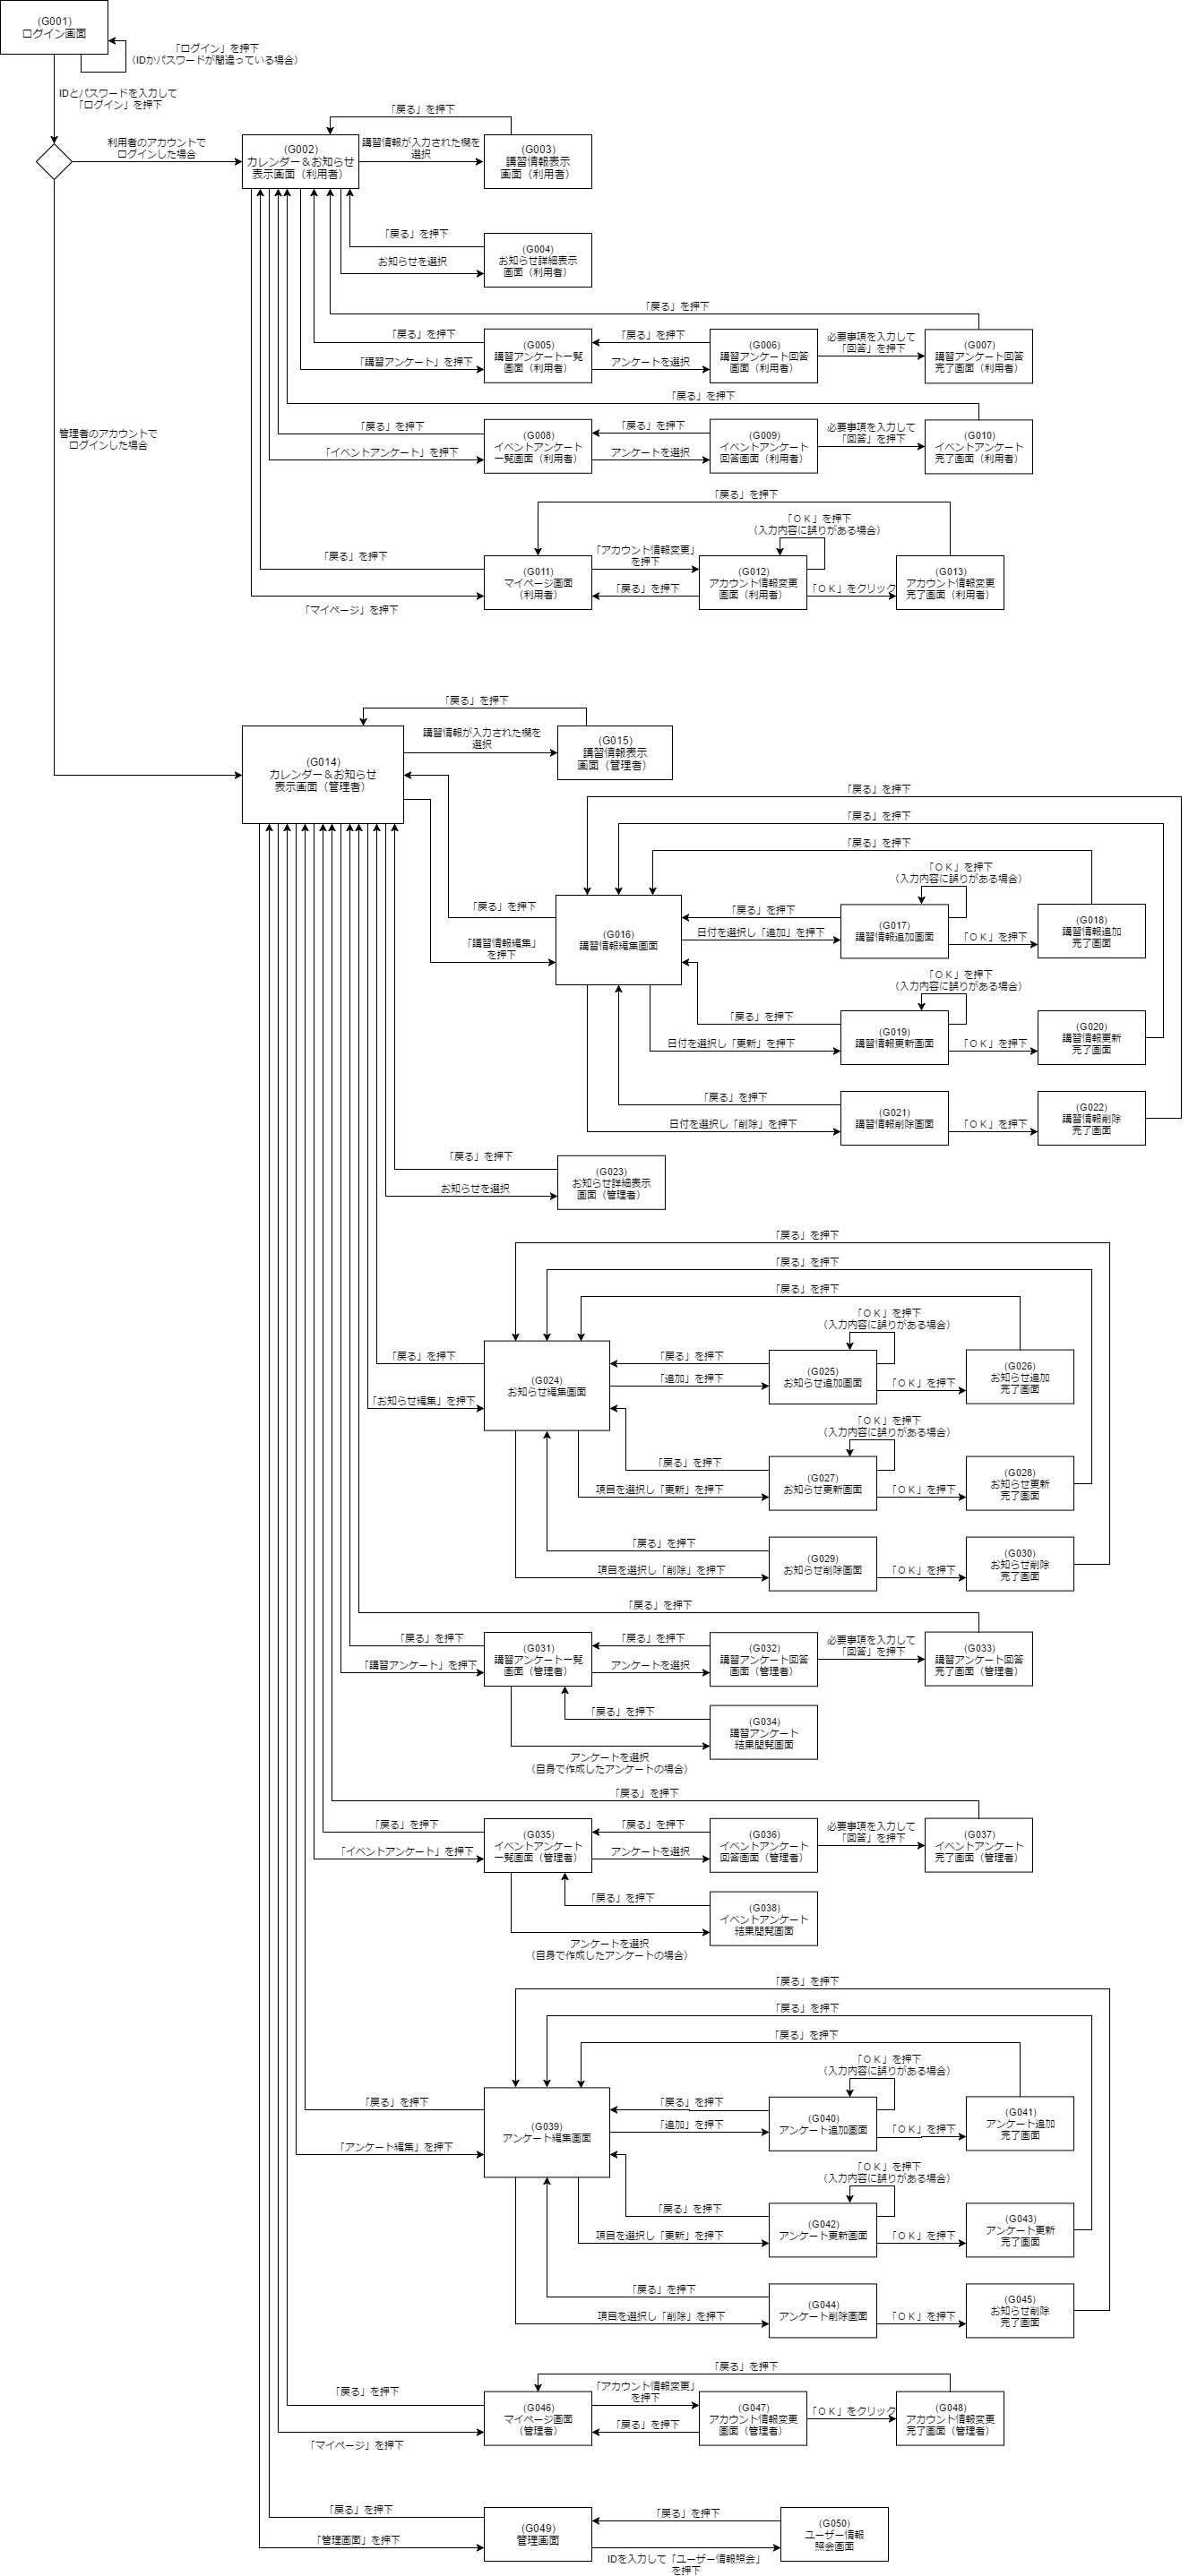 (G001)
ログイン画面
「ログイン」を押下
（IDかパスワードが間違っている場合）
IDとパスワードを入力して
「ログイン」を押下
利用者のアカウントで
ログインした場合
(G002)
カレンダー＆お知らせ
表示画面（利用者）
「戻る」を押下
講習情報が入力された欄を
選択
(G003)
講習情報表示
画面（利用者）
「戻る」を押下
お知らせを選択
(G004)
お知らせ詳細表示
画面（利用者）
「戻る」を押下
「戻る」を押下
「講習アンケート」を押下
(G005)
講習アンケート一覧
画面（利用者）
「戻る」を押下
アンケートを選択
(G006)
講習アンケート回答
画面（利用者）
必要事項を入力して
「回答」を押下
(G007)
講習アンケート回答
完了画面（利用者）
「戻る」を押下
「戻る」を押下
「イベントアンケート」を押下
(G008)
イベントアンケート
一覧画面（利用者）
「戻る」を押下
アンケートを選択
(G009)
イベントアンケート
回答画面（利用者）
必要事項を入力して
「回答」を押下
(G010)
イベントアンケート
完了画面（利用者）
管理者のアカウントで
ログインした場合
「戻る」を押下
「戻る」を押下
「マイページ」を押下
(G011)
マイページ画面
（利用者）
「アカウント情報変更」
を押下
「戻る」を押下
「ＯＫ」を押下
（入力内容に誤りがある場合）
(G012)
アカウント情報変更
画面（利用者）
「ＯＫ」をクリック
(G013)
アカウント情報変更
完了画面（利用者）
(G014)
カレンダー＆お知らせ
表示画面（管理者）
「戻る」を押下
講習情報が入力された欄を
選択
(G015)
講習情報表示
画面（管理者）
「戻る」を押下
「戻る」を押下
「戻る」を押下
「戻る」を押下
「講習情報編集」
を押下
(G016)
講習情報編集画面
「戻る」を押下
日付を選択し「追加」を押下
「ＯＫ」を押下
（入力内容に誤りがある場合）
(G017)
講習情報追加画面
「ＯＫ」を押下
(G018)
講習情報追加
完了画面
「戻る」を押下
日付を選択し「更新」を押下
「ＯＫ」を押下
（入力内容に誤りがある場合）
(G019)
講習情報更新画面
「ＯＫ」を押下
(G020)
講習情報更新
完了画面
「戻る」を押下
日付を選択し「削除」を押下
(G021)
講習情報削除画面
「ＯＫ」を押下
(G022)
講習情報削除
完了画面
「戻る」を押下
お知らせを選択
(G023)
お知らせ詳細表示
画面（管理者）
「戻る」を押下
「戻る」を押下
「戻る」を押下
「戻る」を押下
「お知らせ編集」を押下
(G024)
お知らせ編集画面
「戻る」を押下
「追加」を押下
「ＯＫ」を押下
（入力内容に誤りがある場合）
(G025)
お知らせ追加画面
「ＯＫ」を押下
(G026)
お知らせ追加
完了画面
「戻る」を押下
項目を選択し「更新」を押下
「ＯＫ」を押下
（入力内容に誤りがある場合）
(G027)
お知らせ更新画面
「ＯＫ」を押下
(G028)
お知らせ更新
完了画面
「戻る」を押下
項目を選択し「削除」を押下
(G029)
お知らせ削除画面
「ＯＫ」を押下
(G030)
お知らせ削除
完了画面
「戻る」を押下
「戻る」を押下
「講習アンケート」を押下
(G031)
講習アンケート一覧
画面（管理者）
「戻る」を押下
アンケートを選択
(G032)
講習アンケート回答
画面（管理者）
必要事項を入力して
「回答」を押下
(G033)
講習アンケート回答
完了画面（管理者）
「戻る」を押下
アンケートを選択
（自身で作成したアンケートの場合）
(G034)
講習アンケート
結果閲覧画面
「戻る」を押下
「戻る」を押下
「イベントアンケート」を押下
(G035)
イベントアンケート
一覧画面（管理者）
「戻る」を押下
アンケートを選択
(G036)
イベントアンケート
回答画面（管理者）
必要事項を入力して
「回答」を押下
(G037)
イベントアンケート
完了画面（管理者）
「戻る」を押下
アンケートを選択
（自身で作成したアンケートの場合）
(G038)
イベントアンケート
結果閲覧画面
「戻る」を押下
「戻る」を押下
「戻る」を押下
「戻る」を押下
「アンケート編集」を押下
(G039)
アンケート編集画面
「戻る」を押下
「追加」を押下
「ＯＫ」を押下
（入力内容に誤りがある場合）
(G040)
アンケート追加画面
「ＯＫ」を押下
(G041)
アンケート追加
完了画面
「戻る」を押下
項目を選択し「更新」を押下
「ＯＫ」を押下
（入力内容に誤りがある場合）
(G042)
アンケート更新画面
「ＯＫ」を押下
(G043)
アンケート更新
完了画面
「戻る」を押下
項目を選択し「削除」を押下
(G044)
アンケート削除画面
「ＯＫ」を押下
(G045)
お知らせ削除
完了画面
「戻る」を押下
「戻る」を押下
「マイページ」を押下
(G046)
マイページ画面
（管理者）
「アカウント情報変更」
を押下
「戻る」を押下
(G047)
アカウント情報変更
画面（管理者）
「ＯＫ」をクリック
(G048)
アカウント情報変更
完了画面（管理者）
「戻る」を押下
「管理画面」を押下
(G049)
管理画面
「戻る」を押下
IDを入力して「ユーザー情報照会」
を押下
(G050)
ユーザー情報
照会画面